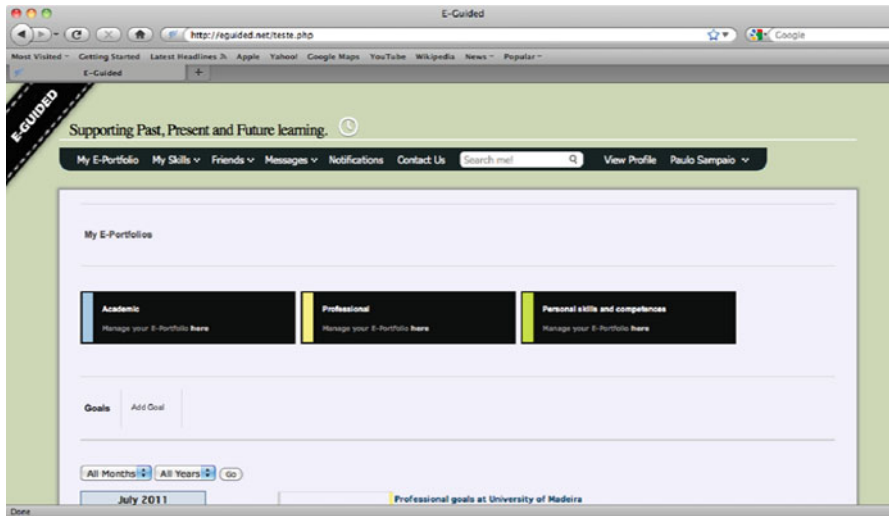 E-Guided
http://eguided.net/teste.php
Google
Most Visited Getting Started Latest Headlines Apple Yahoo! Google Maps YouTube Wikipedia News Popular
E-Guided +
E-GUIDED
Supporting Past, Present and Future learning.
My E-Portfolio My Skills Friends Messages Notifications Contact Us Search me! View Profile Paulo Sampaio
My E-Portfolios
Academic Professional Personal skills and competences
Manage your E-Portfolio here Manage your E-Portfolio here Manage your E-Portfolio here
Goals Add Goal
All Months All Years Go
July 2011 Professional goals at University of Madeira
Done